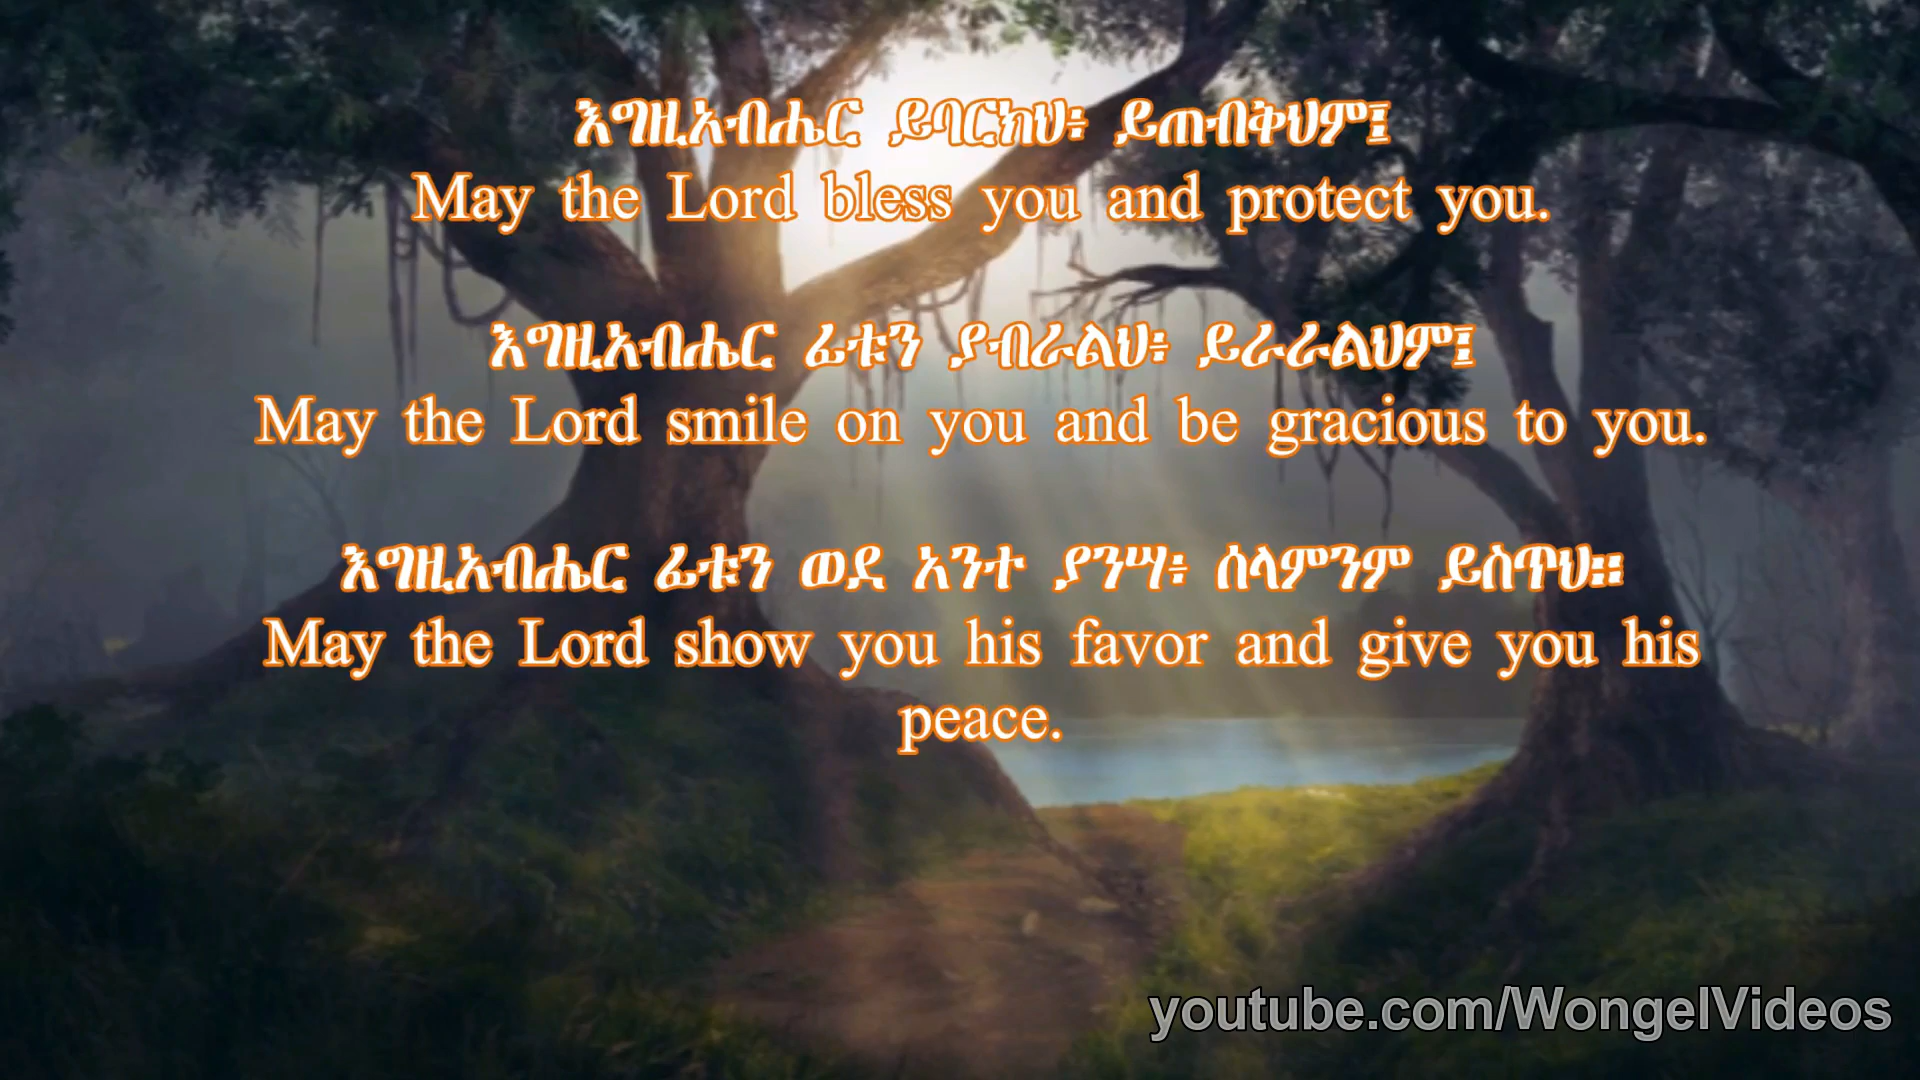 እግዚአብሔር ይባርክህ፥ ይጠብቅህም፤
May the Lord bless you and protect you.
እግዚአብሔር ፊቱን ያብራልህ፥ ይራራልህም፤
May the Lord smile on you and be gracious to you.
እግዚአብሔር ፊቱን ወደ አንተ ያንሣ፥ ሰላምንም ይስጥህ።
May the Lord show you his favor and give you his
peace.
youtube.com/WongelVideos